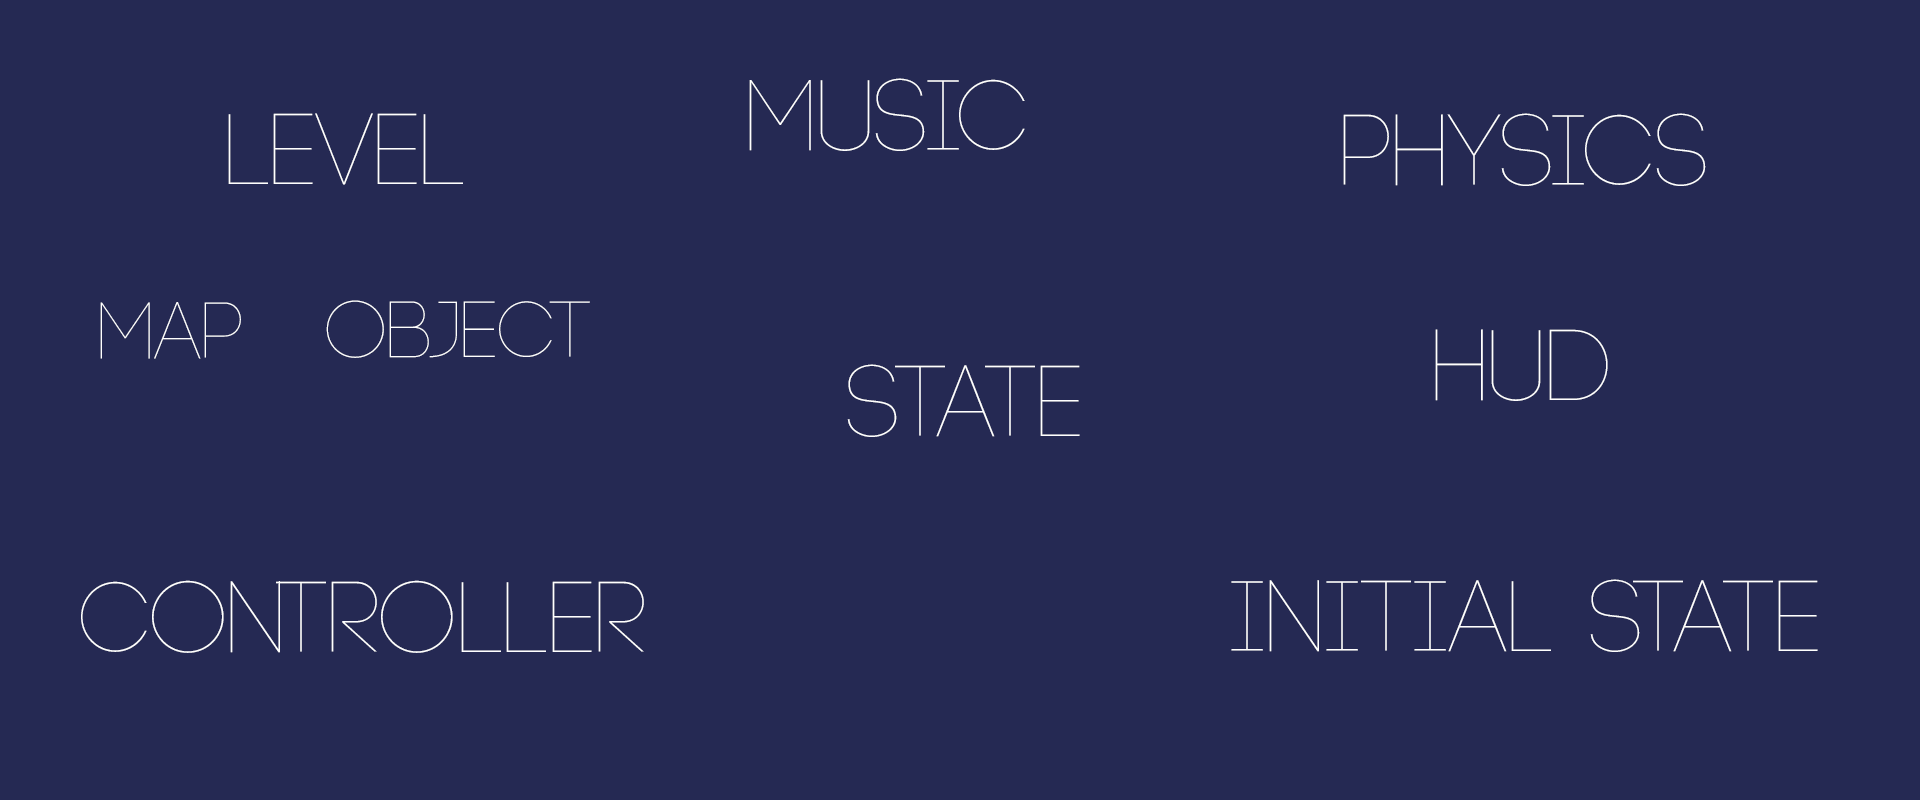 LEVEL
MUSIC
PHYSICS
MAP
OBJECT
STATE
HUD
CONTROLLER
INITIAL STATE